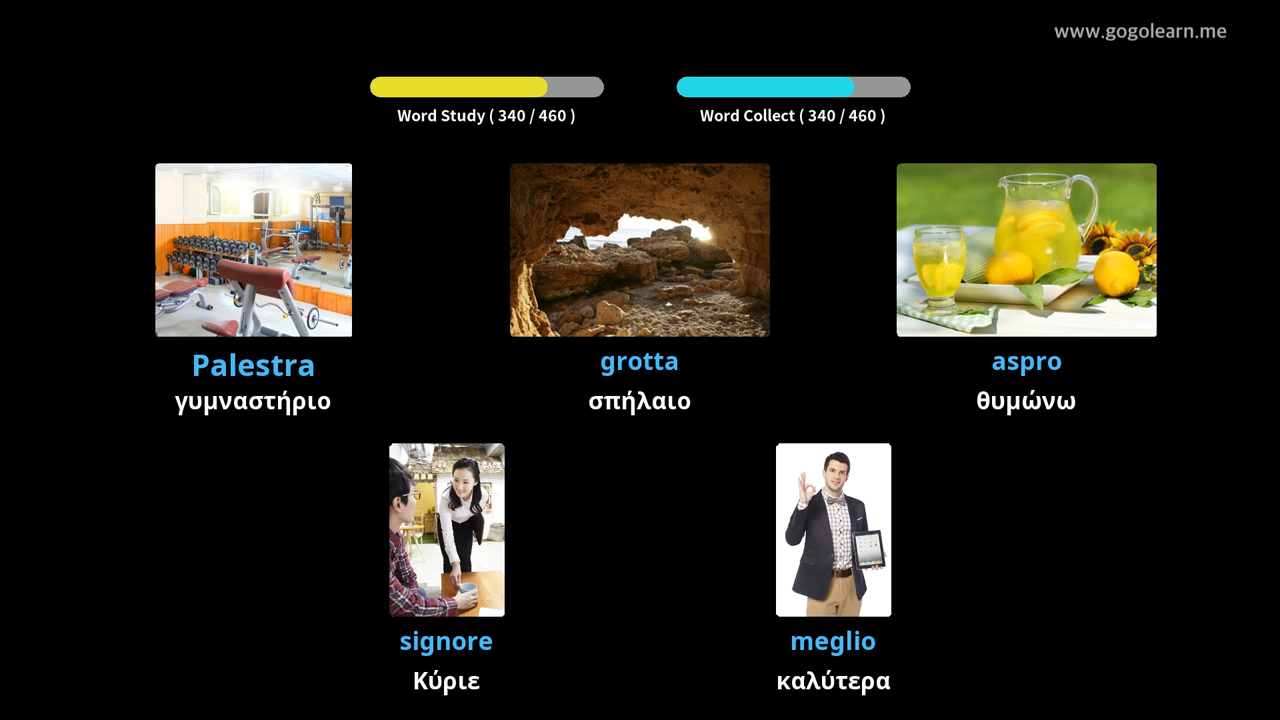 www.gogolearn.me
Word Study ( 340 / 460 )
Word Collect ( 340 / 460 )
Palestra
γυμναστήριο
grotta
σπήλαιο
aspro
θυμώνω
signore
Κύριε
meglio
καλύτερα